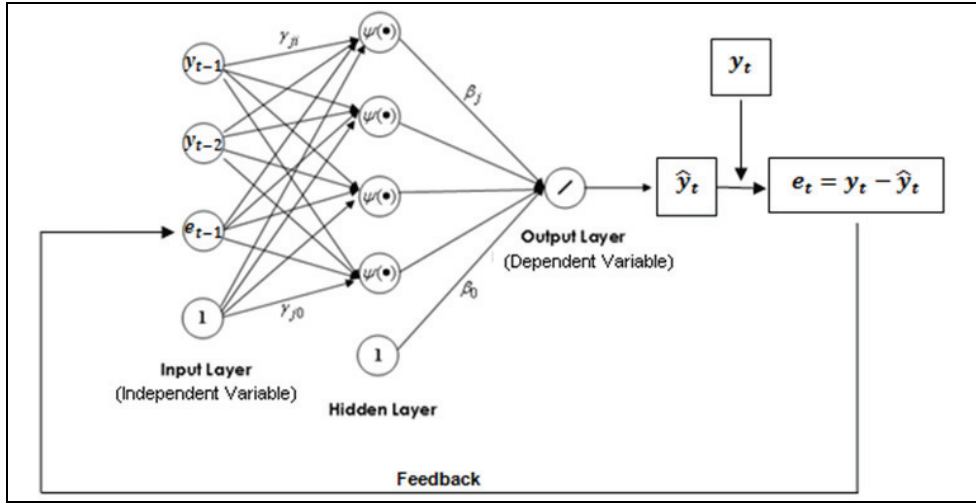 γ_{ji}
ψ(•)
y_{t−1}
y_t
ψ(•)
β_j
y_{t−2}
ŷ_t
e_t = y_t − ŷ_t
ψ(•)
e_{t−1}
Output Layer
(Dependent Variable)
ψ(•)
β_0
1
γ_{j0}
1
Input Layer
(Independent Variable)
Hidden Layer
Feedback